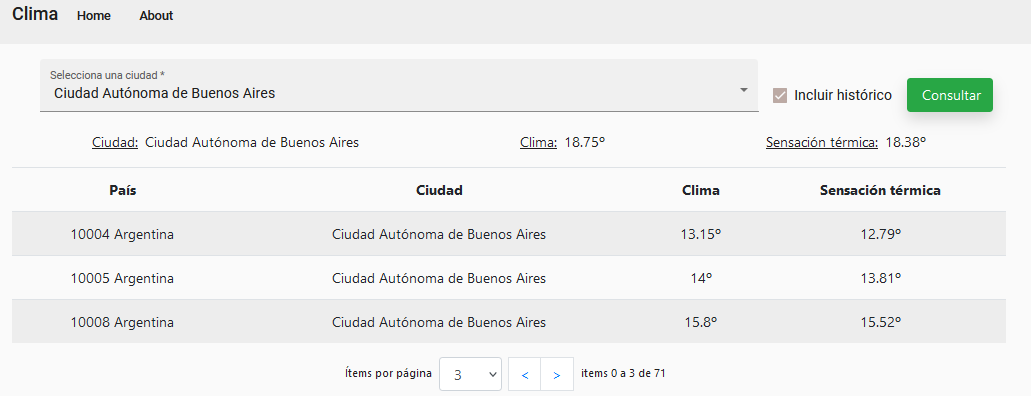 Clima Home About
Selecciona una ciudad *
Ciudad Autónoma de Buenos Aires
Incluir histórico
Consultar
Ciudad: Ciudad Autónoma de Buenos Aires Clima: 18.75º Sensación térmica: 18.38º
País Ciudad Clima Sensación térmica
10004 Argentina Ciudad Autónoma de Buenos Aires 13.15º 12.79º
10005 Argentina Ciudad Autónoma de Buenos Aires 14º 13.81º
10008 Argentina Ciudad Autónoma de Buenos Aires 15.8º 15.52º
Ítems por página 3 < > items 0 a 3 de 71